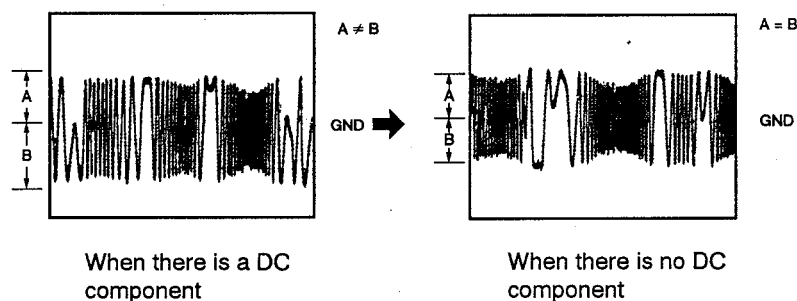 A ≠ B
A
B
GND
When there is a DC
component
A = B
A
B
GND
When there is no DC
component